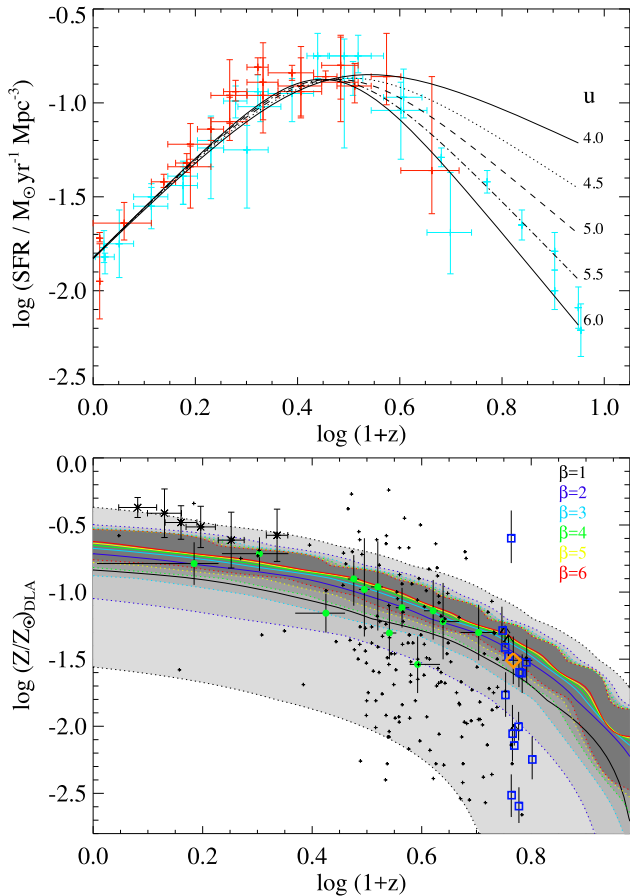 -0.5
-1.0
-1.5
-2.0
-2.5
log (SFR / M☉ yr⁻¹ Mpc⁻³)
u
4.0
4.5
5.0
5.5
6.0
0.0 0.2 0.4 0.6 0.8 1.0
log (1+z)
0.0
-0.5
-1.0
-1.5
-2.0
-2.5
log (Z/Z☉)DLA
β=1
β=2
β=3
β=4
β=5
β=6
0.0 0.2 0.4 0.6 0.8
log (1+z)